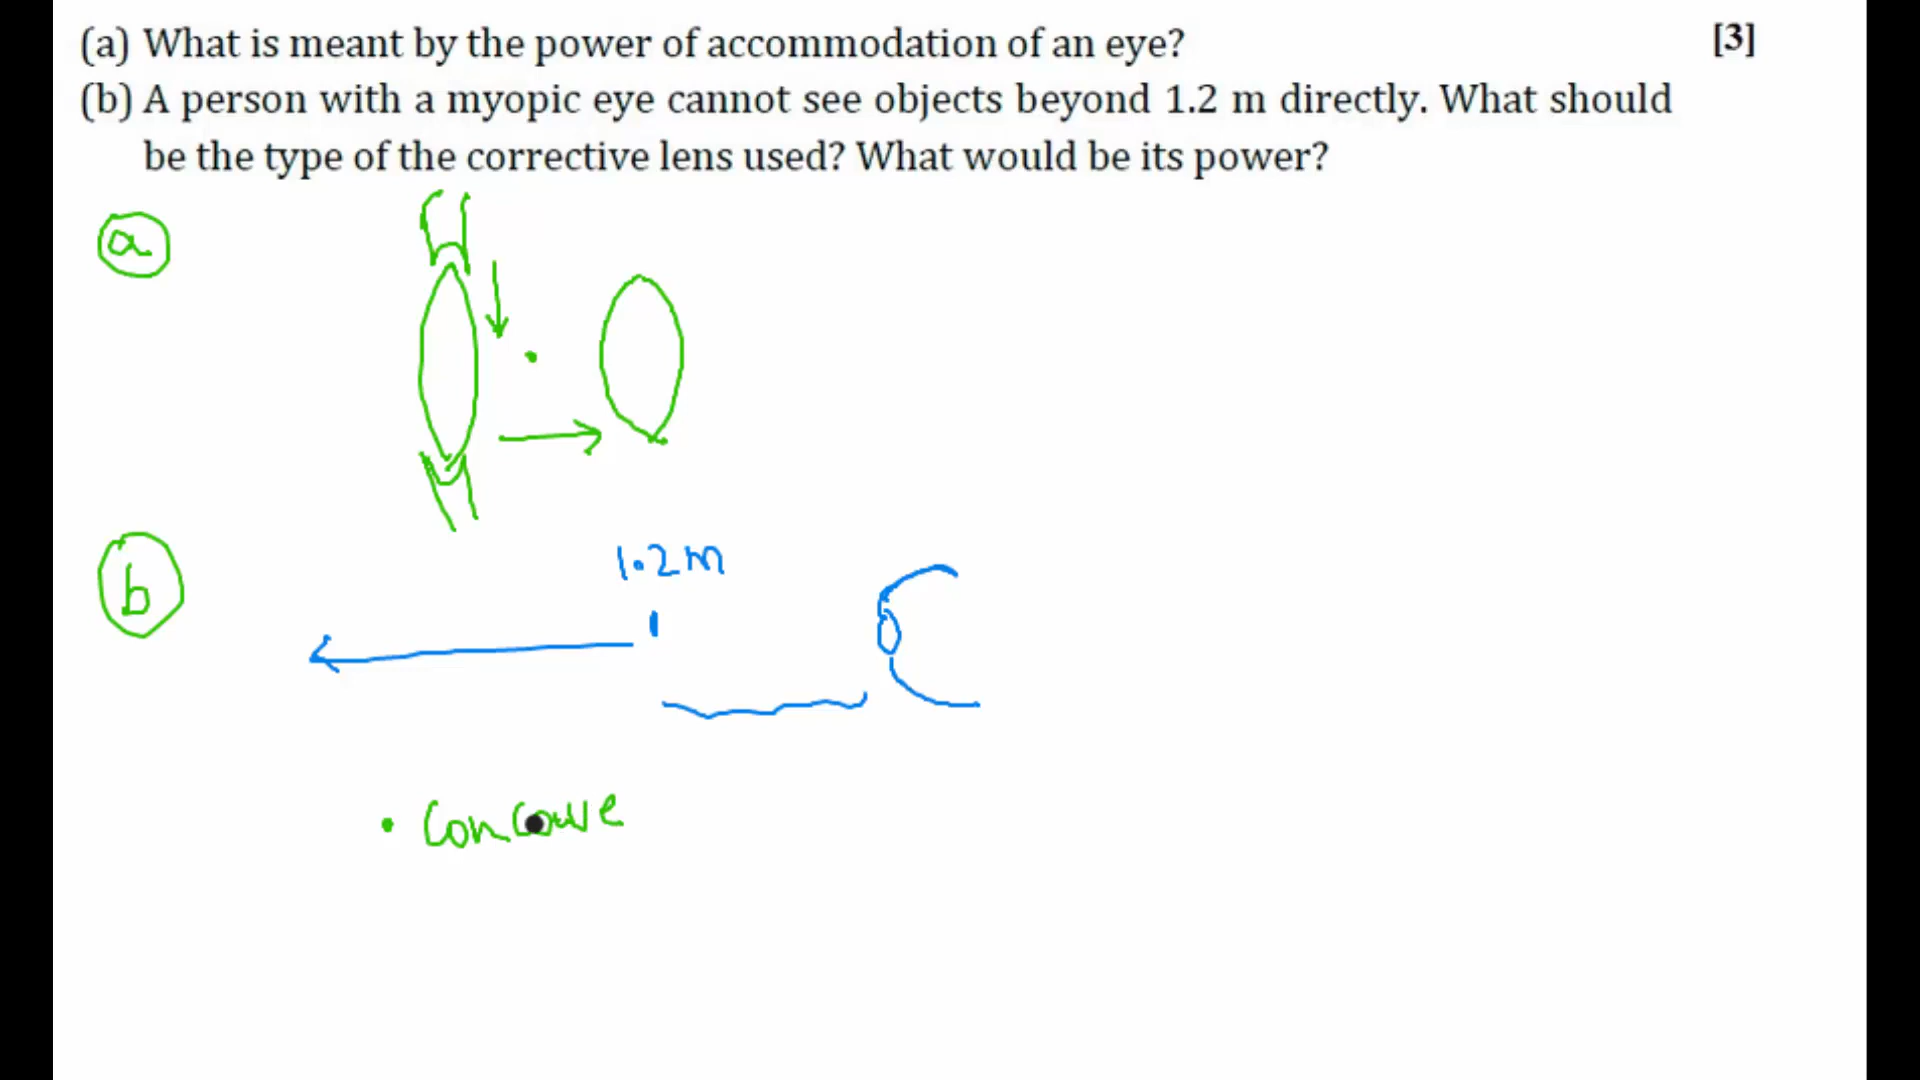 (a) What is meant by the power of accommodation of an eye? [3]
(b) A person with a myopic eye cannot see objects beyond 1.2 m directly. What should
be the type of the corrective lens used? What would be its power?
a
b
1.2m
• Concave